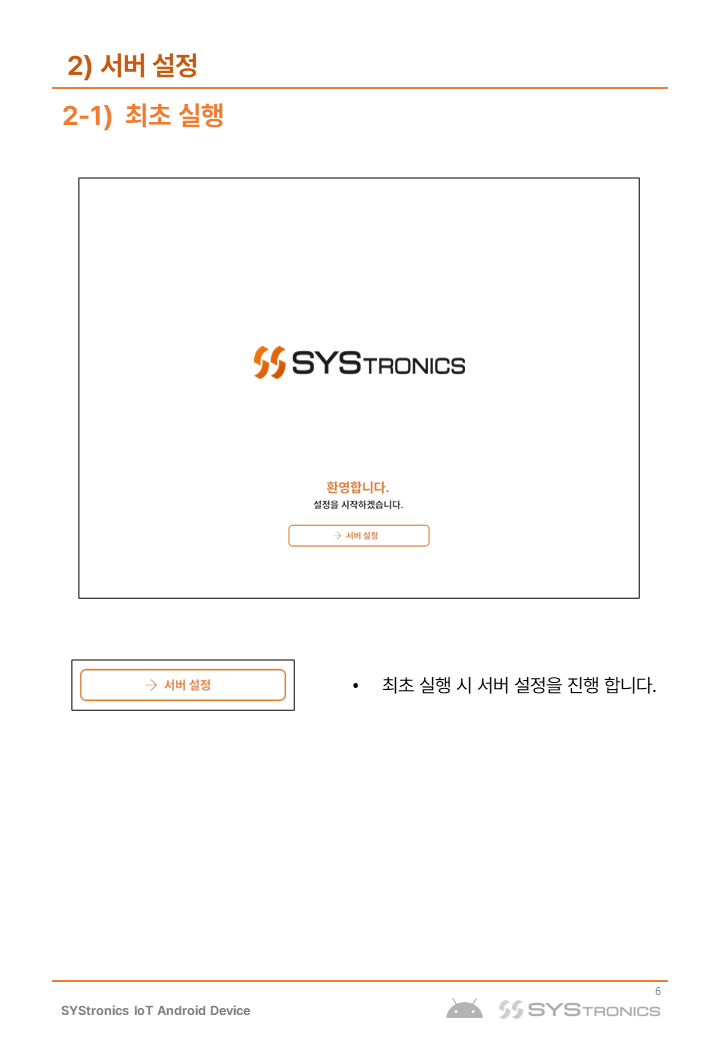 2) 서버 설정
2-1) 최초 실행
SYSTRONICS
환영합니다.
설정을 시작하겠습니다.
→ 서버 설정
→ 서버 설정
• 최초 실행 시 서버 설정을 진행 합니다.
6
SYStronics IoT Android Device
SYSTRONICS